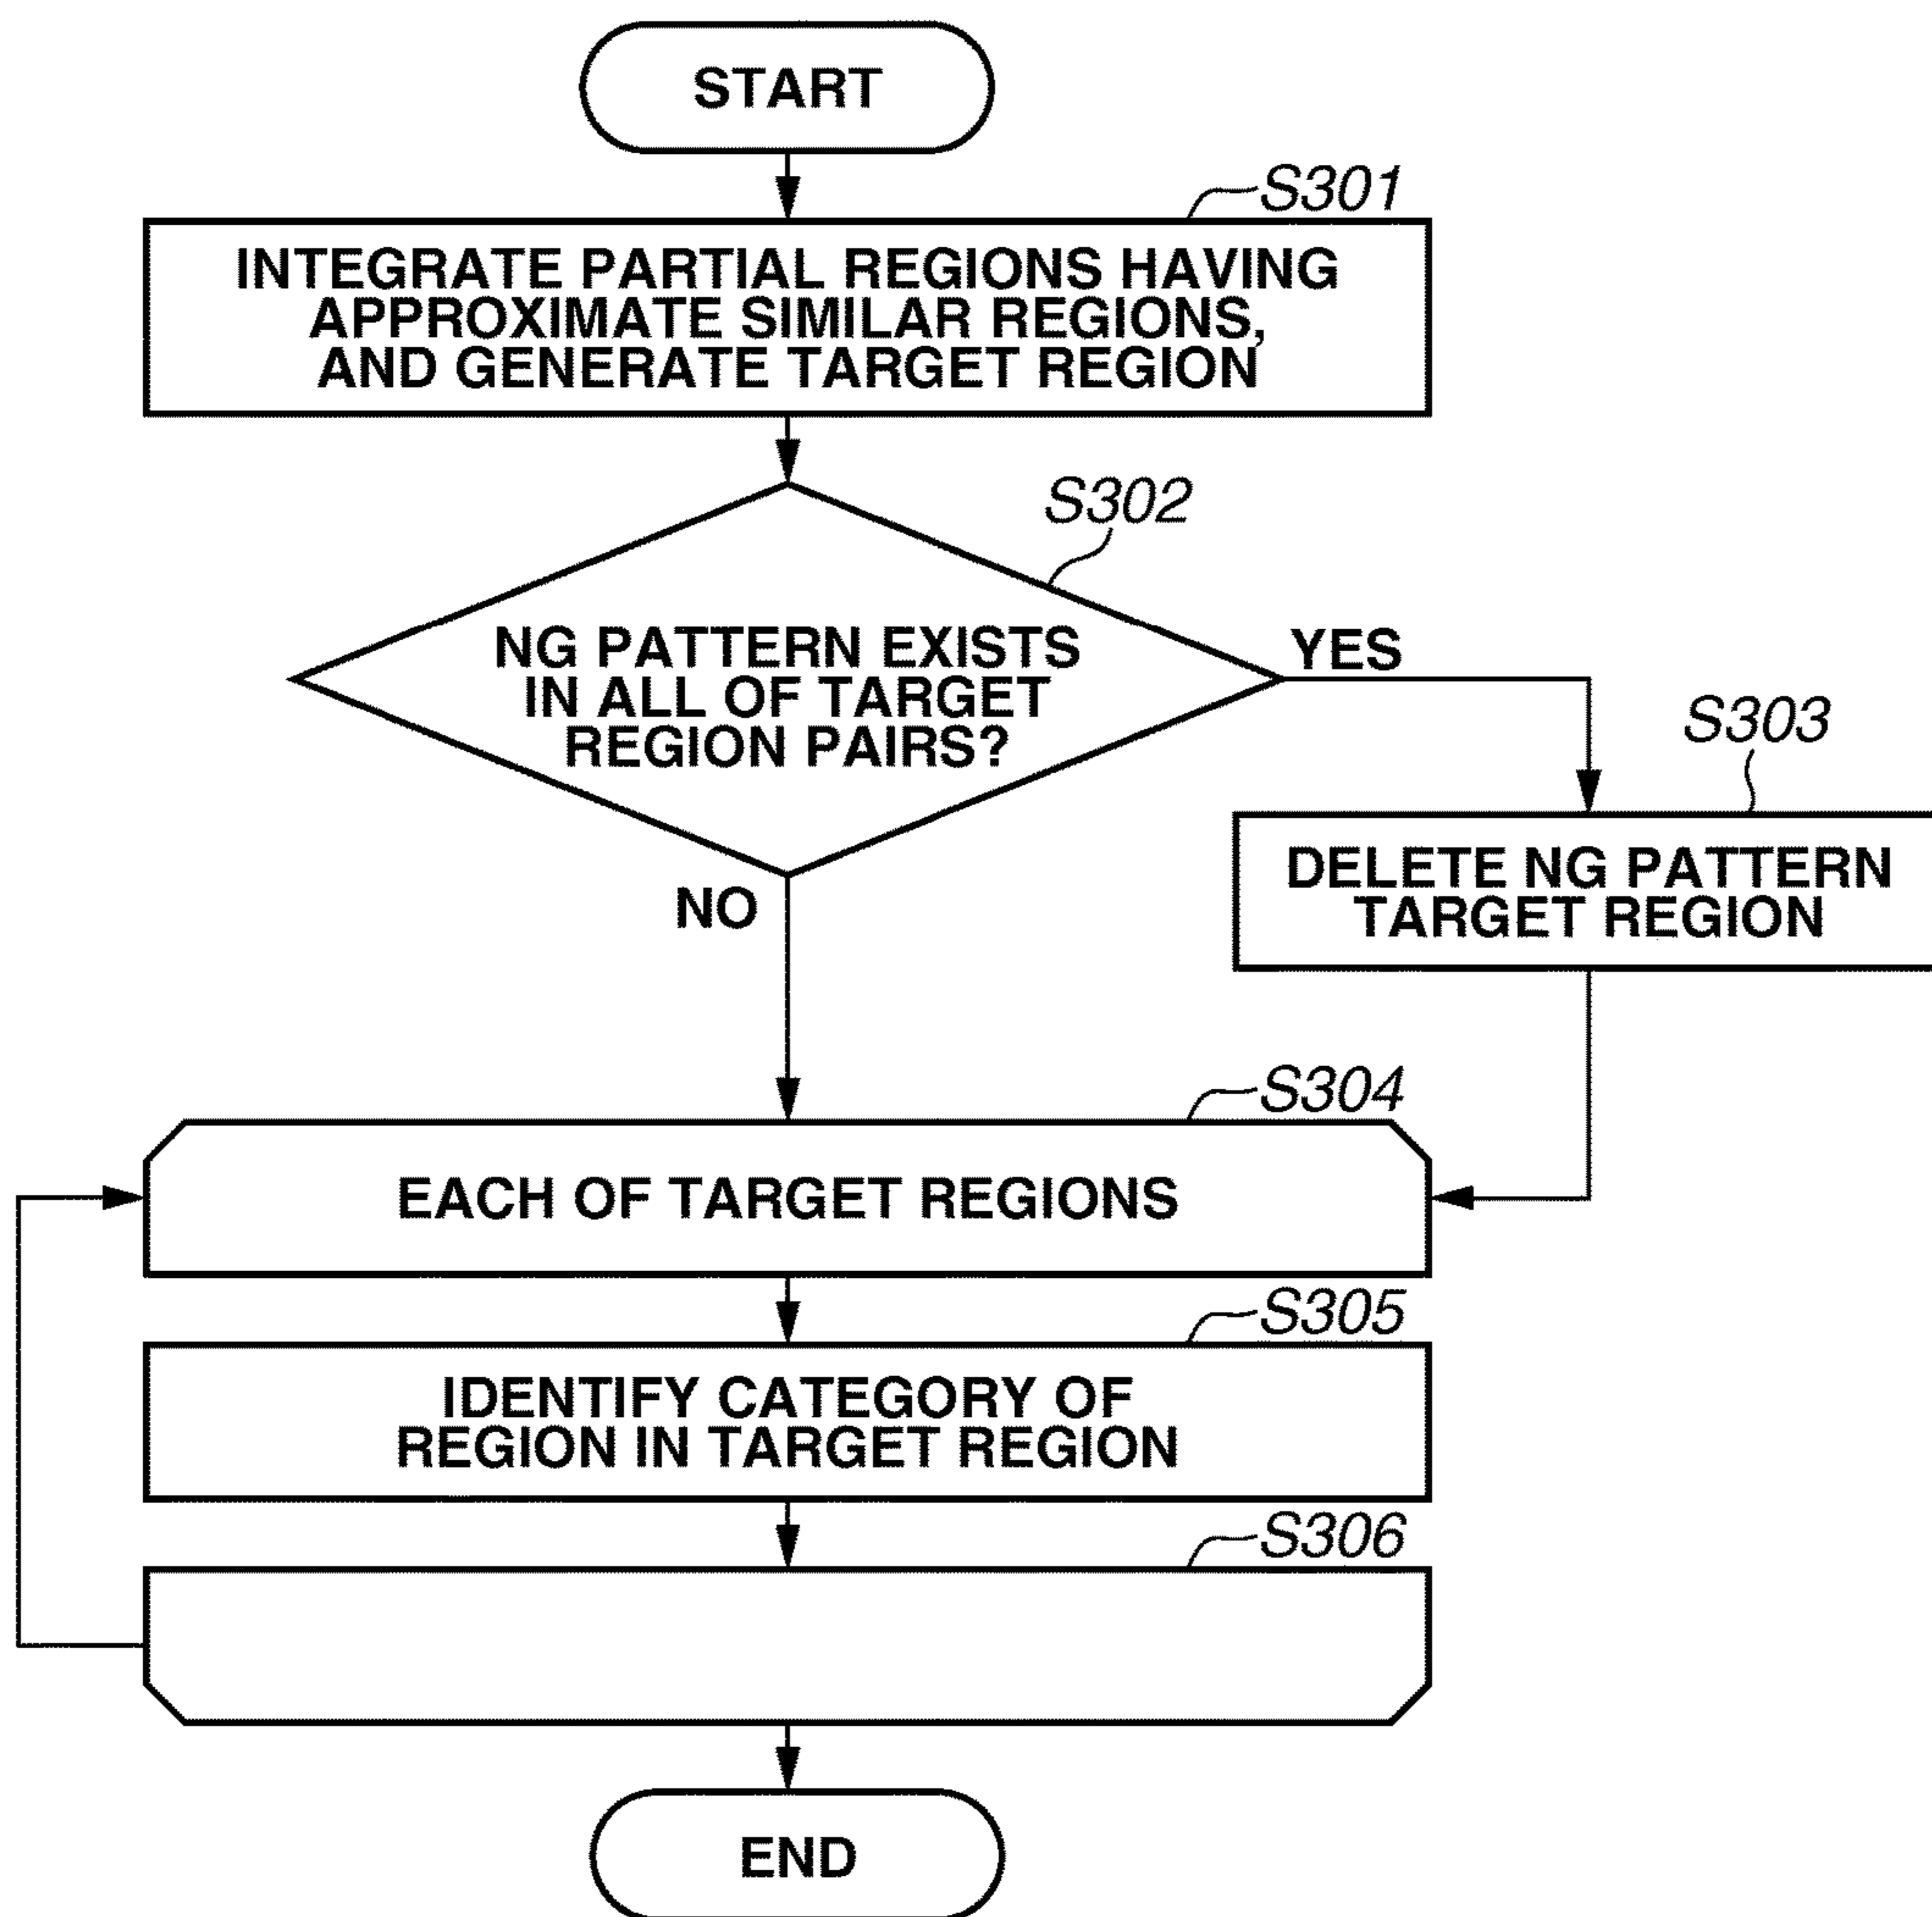 START
S301
INTEGRATE PARTIAL REGIONS HAVING
APPROXIMATE SIMILAR REGIONS,
AND GENERATE TARGET REGION
S302
NG PATTERN EXISTS
IN ALL OF TARGET
REGION PAIRS?
YES
S303
DELETE NG PATTERN
TARGET REGION
NO
S304
EACH OF TARGET REGIONS
S305
IDENTIFY CATEGORY OF
REGION IN TARGET REGION
S306
END